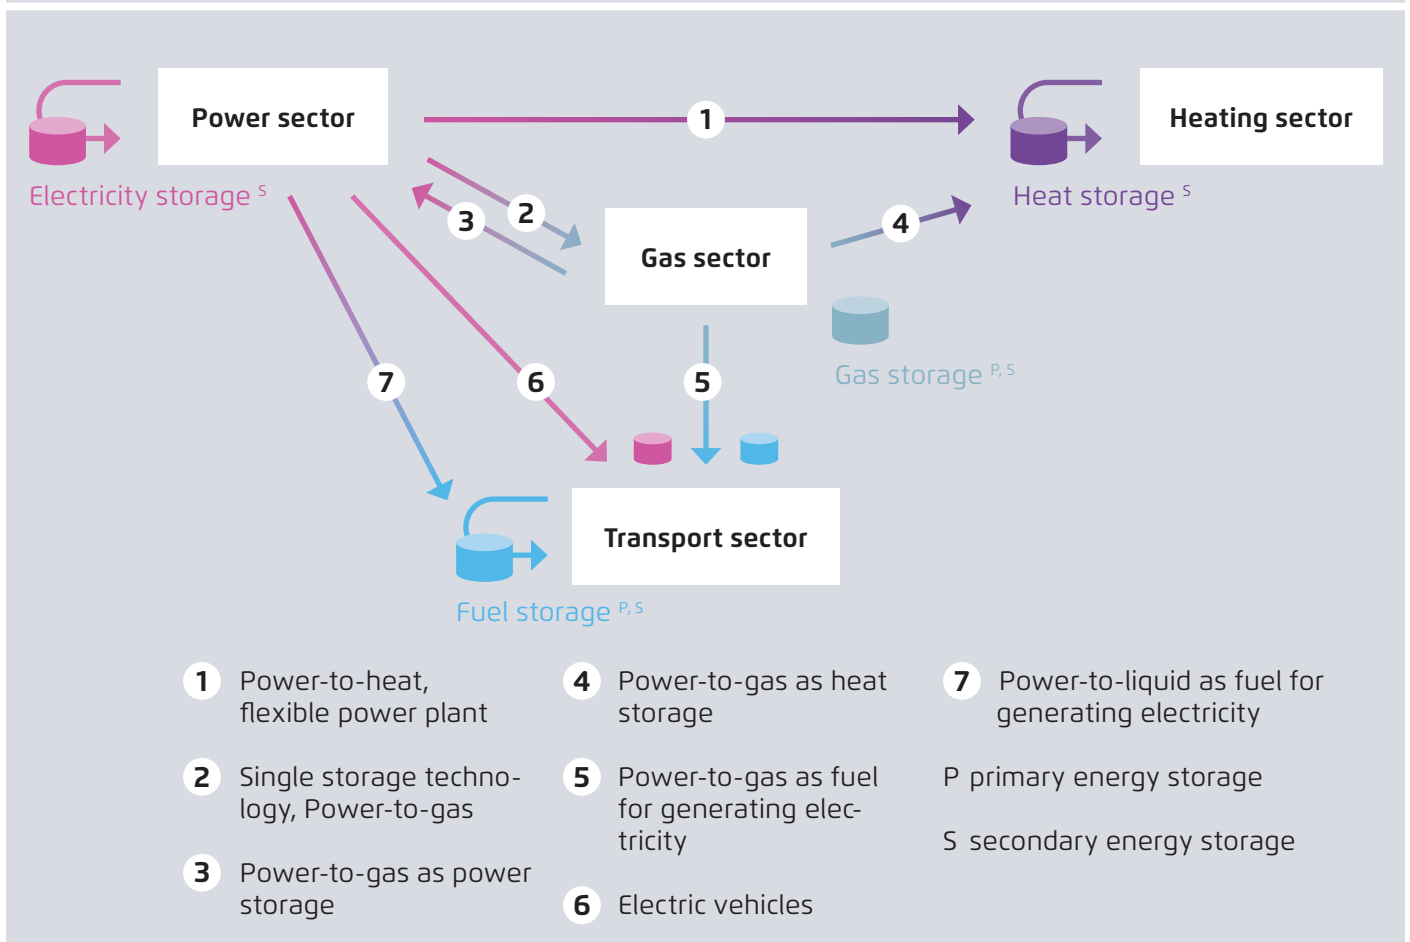 Power sector
Heating sector
Electricity storage S
Heat storage S
1
2
3
4
Gas sector
Gas storage P, S
5
6
7
Transport sector
Fuel storage P, S
1 Power-to-heat,
flexible power plant
2 Single storage techno-
logy, Power-to-gas
3 Power-to-gas as power
storage
4 Power-to-gas as heat
storage
5 Power-to-gas as fuel
for generating elec-
tricity
6 Electric vehicles
7 Power-to-liquid as fuel for
generating electricity
P primary energy storage
S secondary energy storage